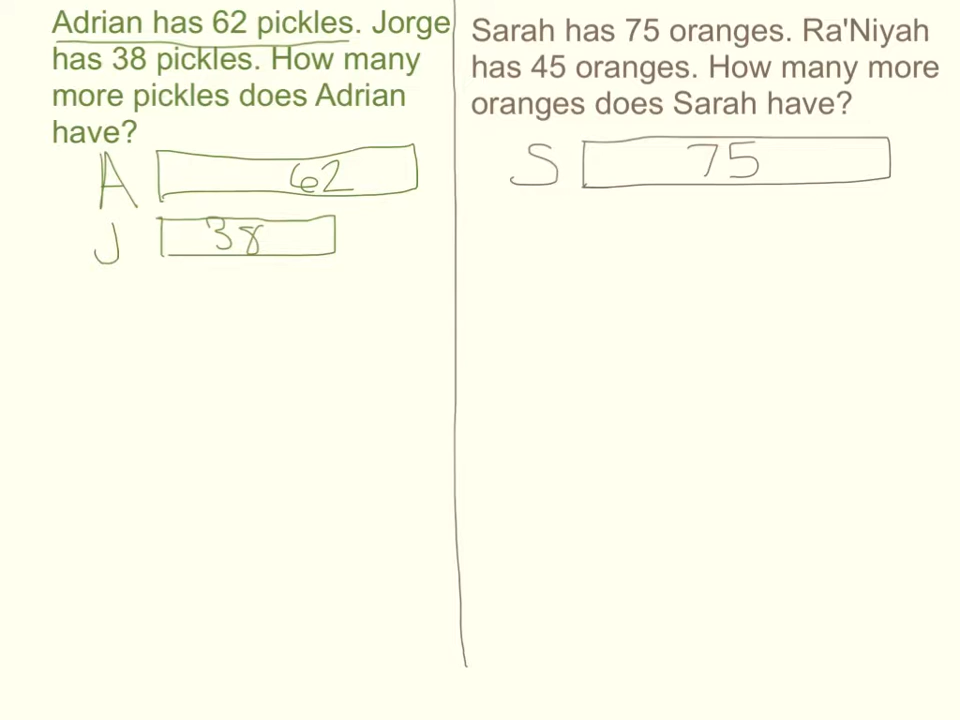 Adrian has 62 pickles. Jorge
has 38 pickles. How many
more pickles does Adrian
have?
A 62
J 38
Sarah has 75 oranges. Ra'Niyah
has 45 oranges. How many more
oranges does Sarah have?
S 75